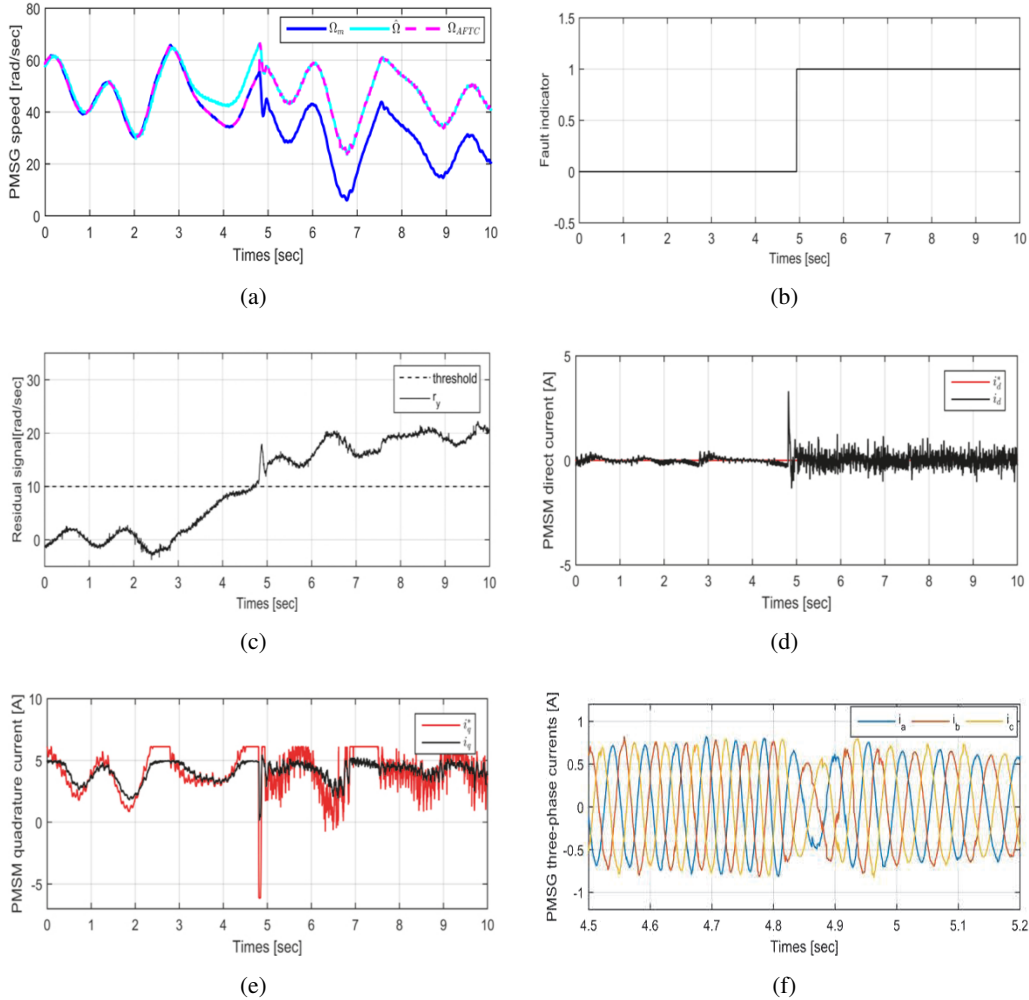 80
60
40
20
0
PMSG speed [rad/sec]
Ω_m Ω̂ Ω_AFTC
0 1 2 3 4 5 6 7 8 9 10
Times [sec]
(a)
1.5
1
0.5
0
-0.5
Fault indicator
0 1 2 3 4 5 6 7 8 9 10
Times [sec]
(b)
30
20
10
0
Residual signal[rad/sec]
threshold
r_y
0 1 2 3 4 5 6 7 8 9 10
Times [sec]
(c)
5
0
-5
PMSM direct current [A]
i_d^*
i_d
0 1 2 3 4 5 6 7 8 9 10
Times [sec]
(d)
10
5
0
-5
PMSM quadrature current [A]
i_q^*
i_q
0 1 2 3 4 5 6 7 8 9 10
Times [sec]
(e)
1
0.5
0
-0.5
-1
PMSG three-phase currents [A]
i_a i_b i_c
4.5 4.6 4.7 4.8 4.9 5 5.1 5.2
Times [sec]
(f)